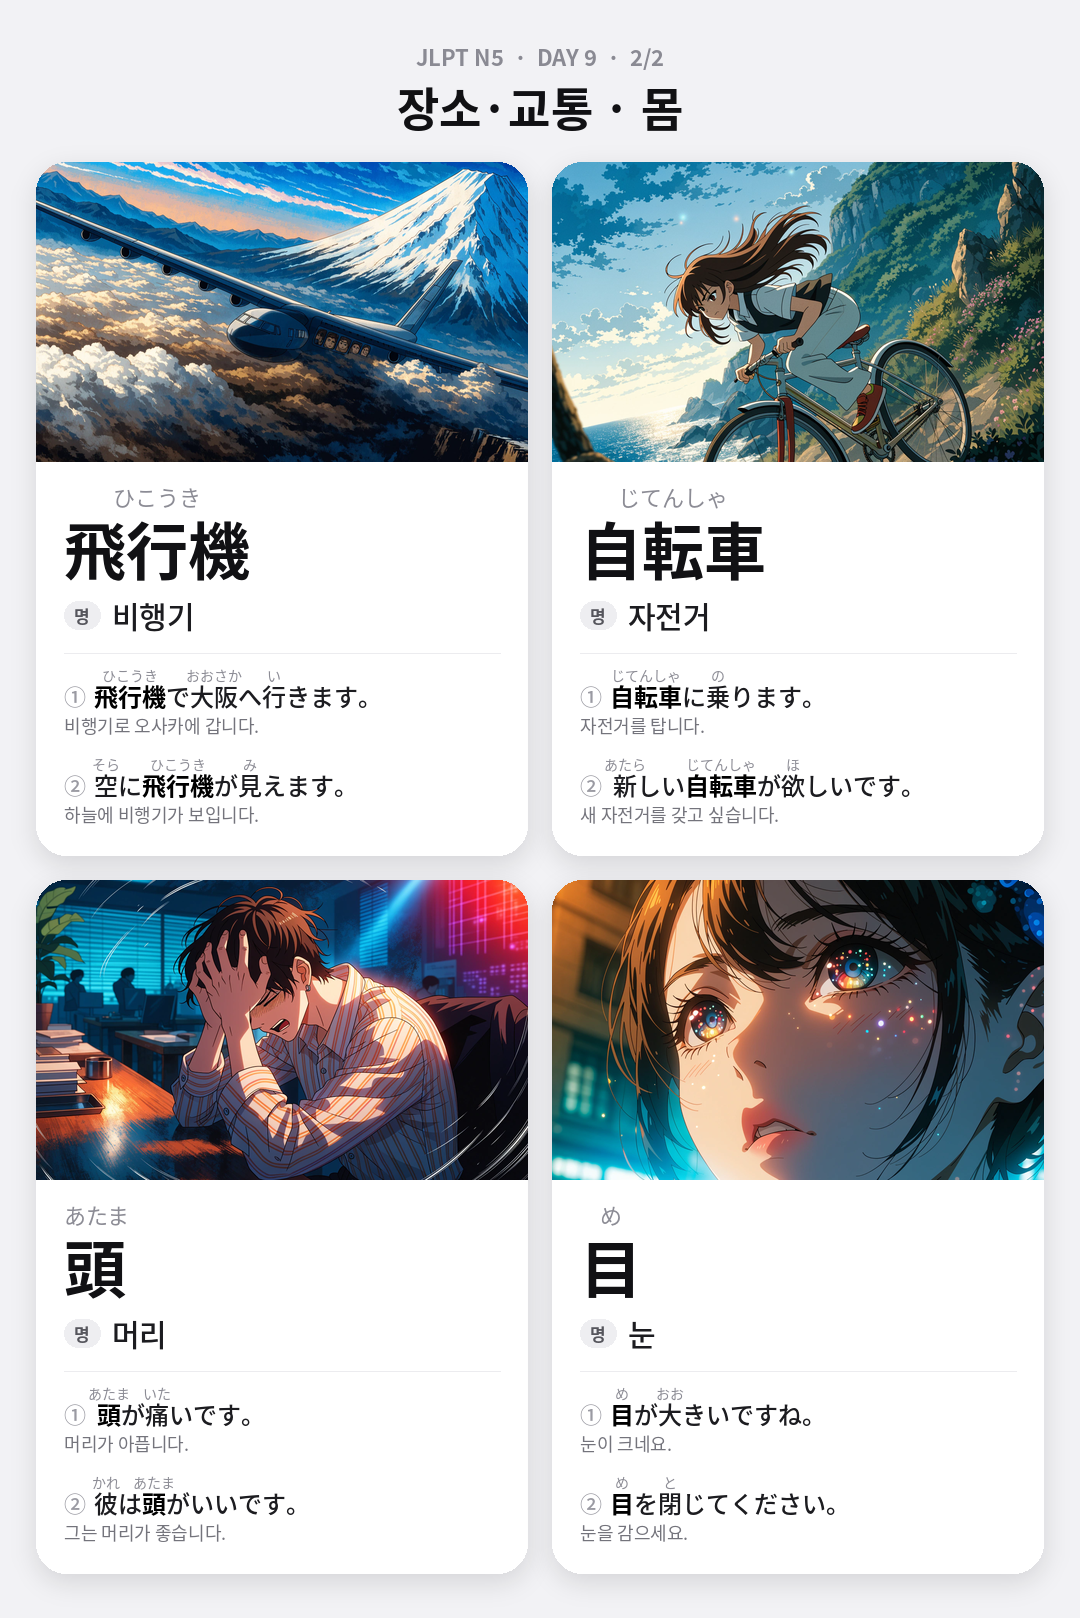 JLPT N5 · DAY 9 · 2/2
장소·교통 · 몸
ひこうき
飛行機
명 비행기
ひこうき おおさか い
① 飛行機で大阪へ行きます。
비행기로 오사카에 갑니다.
そら ひこうき み
② 空に飛行機が見えます。
하늘에 비행기가 보입니다.
じてんしゃ
自転車
명 자전거
じてんしゃ の
① 自転車に乗ります。
자전거를 탑니다.
あたら じてんしゃ ほ
② 新しい自転車が欲しいです。
새 자전거를 갖고 싶습니다.
あたま
頭
명 머리
あたま いた
① 頭が痛いです。
머리가 아픕니다.
かれ あたま
② 彼は頭がいいです。
그는 머리가 좋습니다.
め
目
명 눈
め おお
① 目が大きいですね。
눈이 크네요.
め と
② 目を閉じてください。
눈을 감으세요.